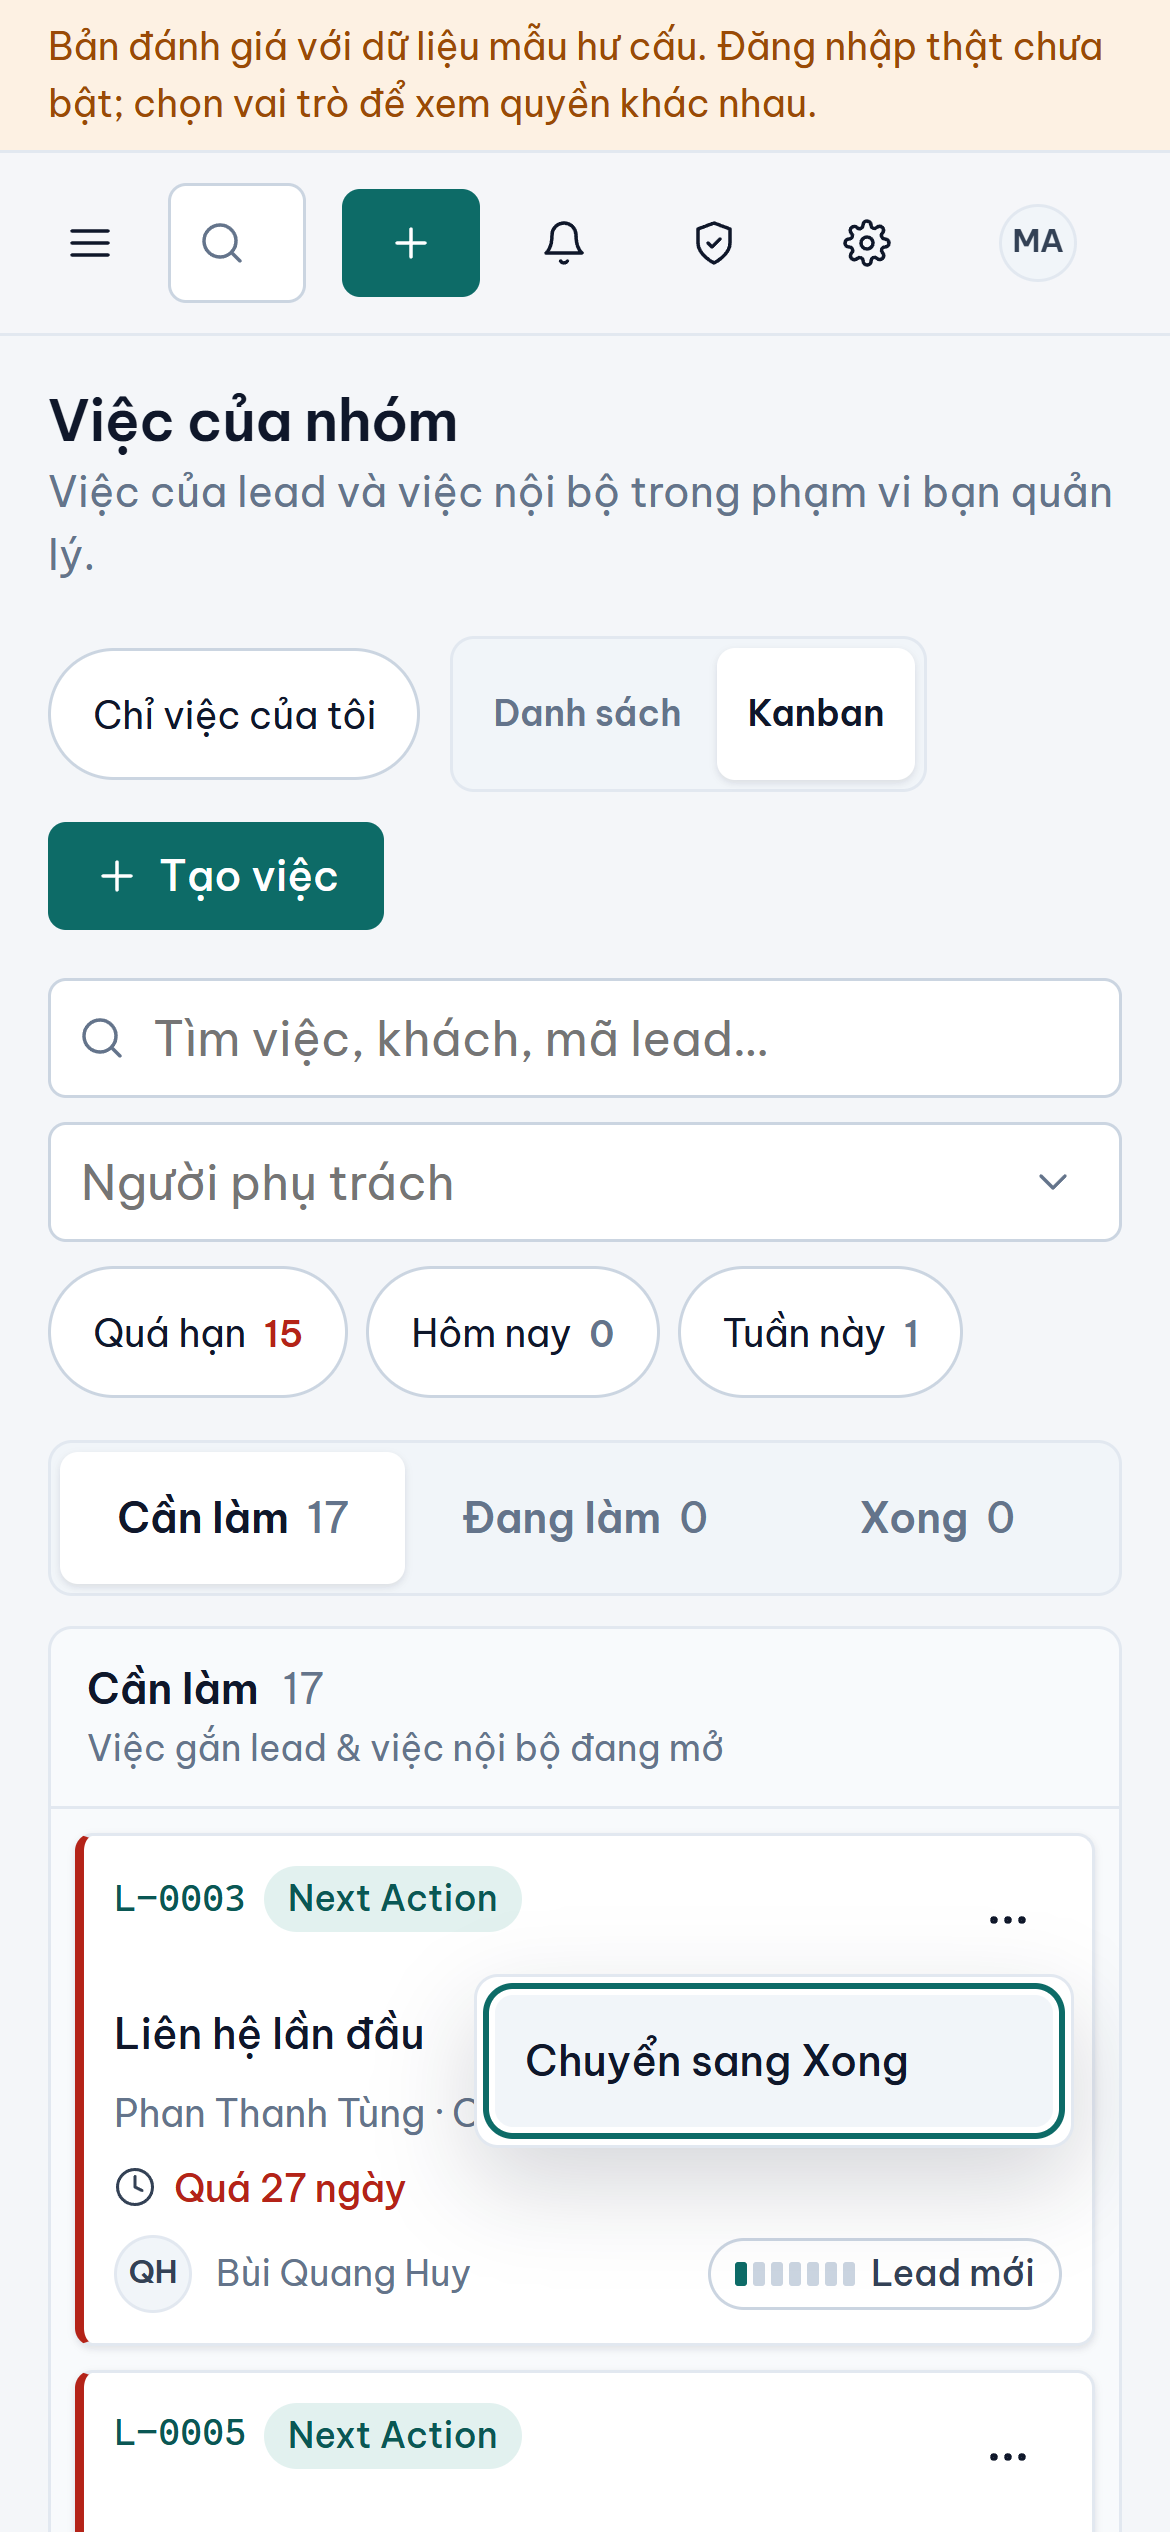 Bản đánh giá với dữ liệu mẫu hư cấu. Đăng nhập thật chưa
bật; chọn vai trò để xem quyền khác nhau.
MA
Việc của nhóm
Việc của lead và việc nội bộ trong phạm vi bạn quản
lý.
Chỉ việc của tôi
Danh sách Kanban
+ Tạo việc
Tìm việc, khách, mã lead...
Người phụ trách
Quá hạn 15 Hôm nay 0 Tuần này 1
Cần làm 17 Đang làm 0 Xong 0
Cần làm 17
Việc gắn lead & việc nội bộ đang mở
L-0003 Next Action
Liên hệ lần đầu
Chuyển sang Xong
Phan Thanh Tùng ·
Quá 27 ngày
QH Bùi Quang Huy Lead mới
L-0005 Next Action